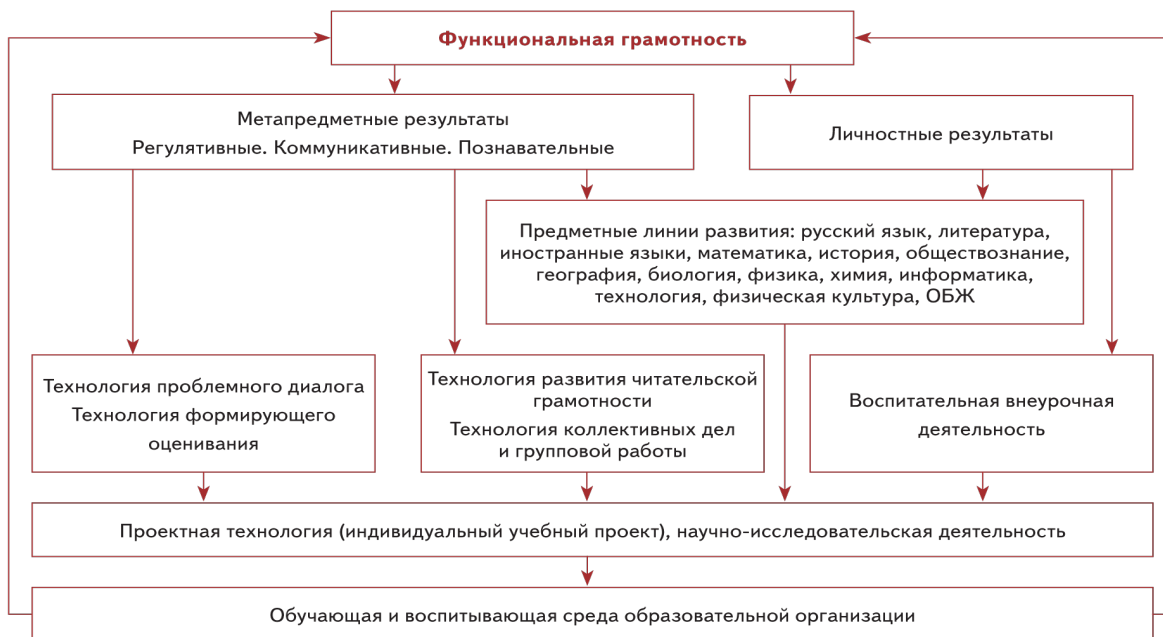 Функциональная грамотность
Метапредметные результаты
Регулятивные. Коммуникативные. Познавательные
Личностные результаты
Предметные линии развития: русский язык, литература,
иностранные языки, математика, история, обществознание,
география, биология, физика, химия, информатика,
технология, физическая культура, ОБЖ
Технология проблемного диалога
Технология формирующего
оценивания
Технология развития читательской
грамотности
Технология коллективных дел
и групповой работы
Воспитательная внеурочная
деятельность
Проектная технология (индивидуальный учебный проект), научно-исследовательская деятельность
Обучающая и воспитывающая среда образовательной организации